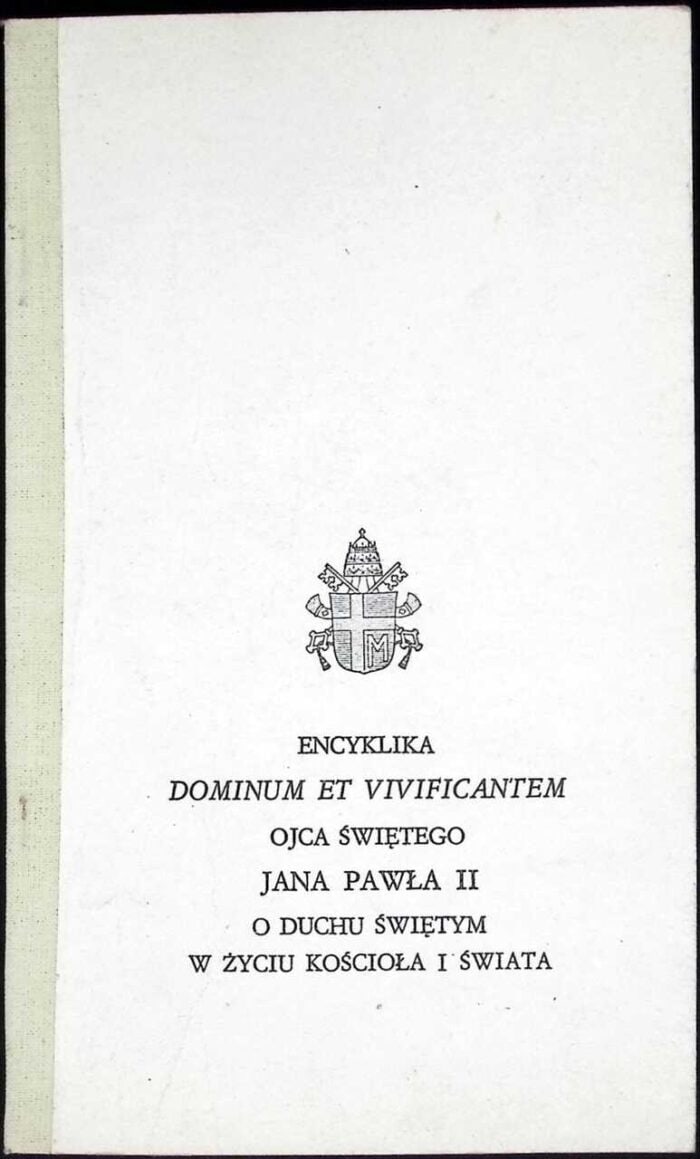 M
ENCYKLIKA
DOMINUM ET VIVIFICANTEM
OJCA ŚWIĘTEGO
JANA PAWŁA II
O DUCHU ŚWIĘTYM
W ŻYCIU KOŚCIOŁA I ŚWIATA